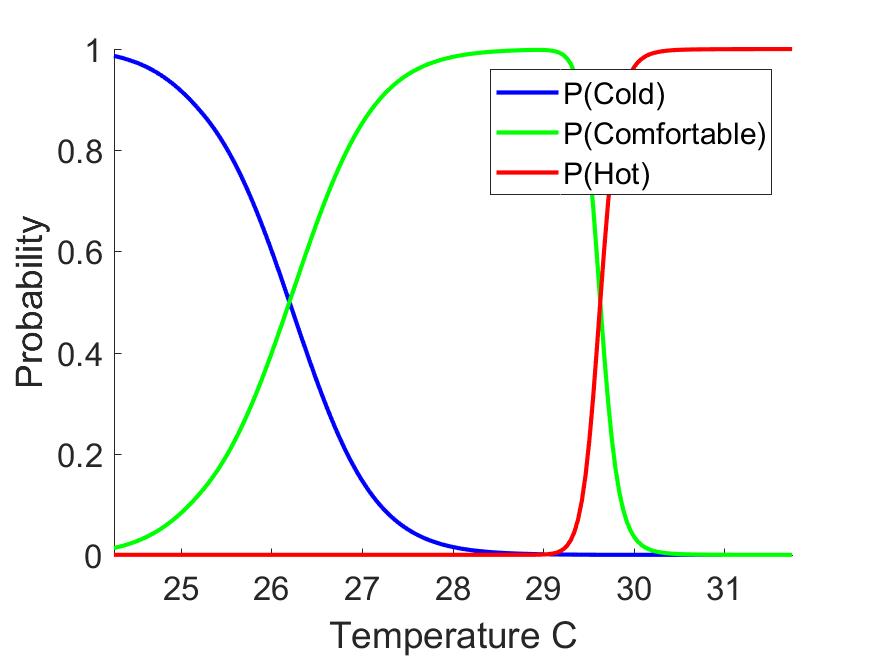 1
0.8
0.6
0.4
0.2
0
Probability
P(Cold)
P(Comfortable)
P(Hot)
25 26 27 28 29 30 31
Temperature C